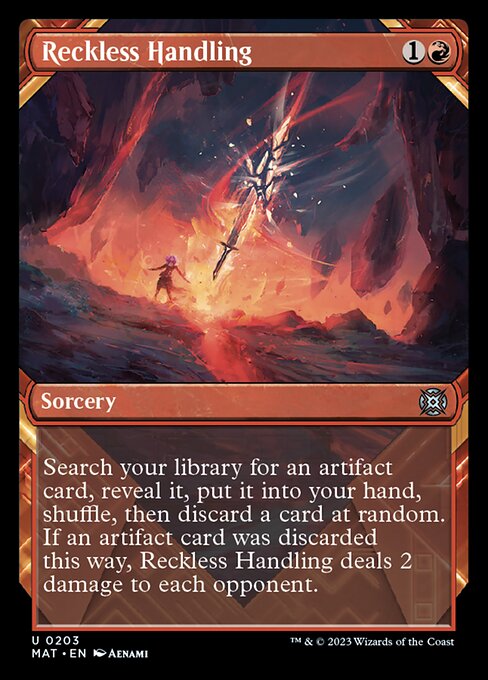 Reckless Handling 1
Sorcery
Search your library for an artifact
card, reveal it, put it into your hand,
shuffle, then discard a card at random.
If an artifact card was discarded
this way, Reckless Handling deals 2
damage to each opponent.
U 0203
MAT • EN Aenami
™ & © 2023 Wizards of the Coast